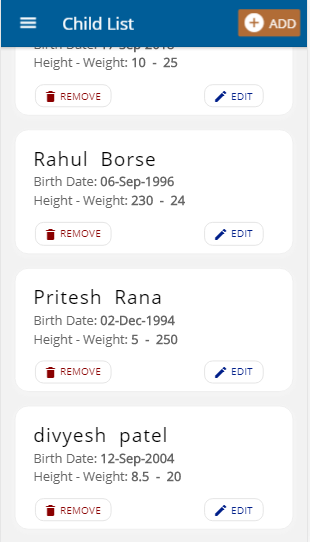 Child List
ADD
Birth Date: 17-Sep-2018
Height - Weight: 10 - 25
REMOVE
EDIT
Rahul Borse
Birth Date: 06-Sep-1996
Height - Weight: 230 - 24
REMOVE
EDIT
Pritesh Rana
Birth Date: 02-Dec-1994
Height - Weight: 5 - 250
REMOVE
EDIT
divyesh patel
Birth Date: 12-Sep-2004
Height - Weight: 8.5 - 20
REMOVE
EDIT